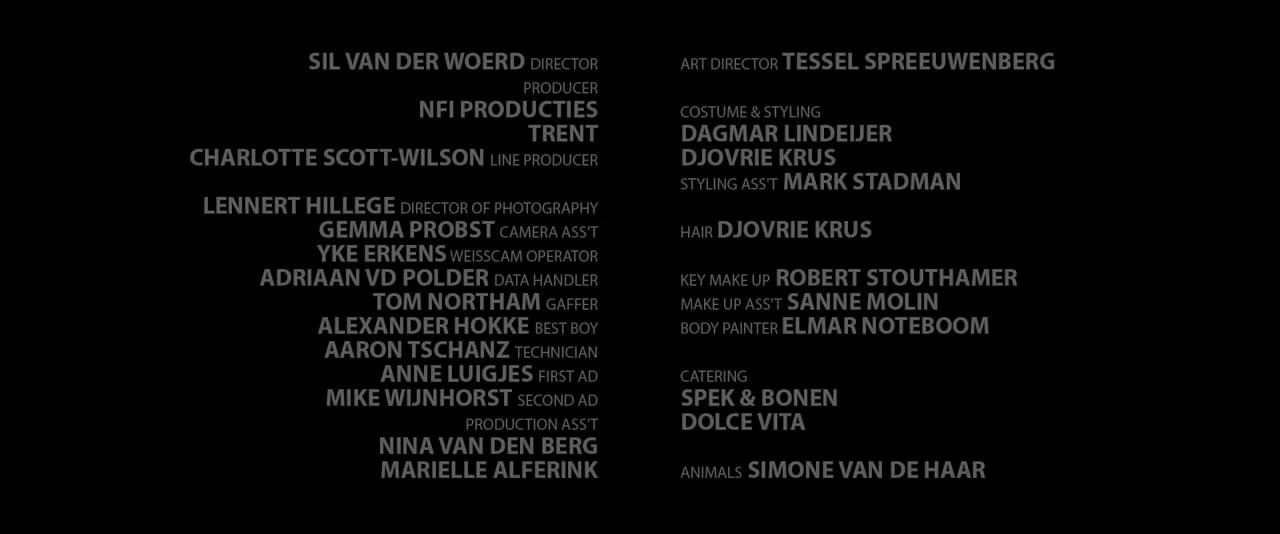 SIL VAN DER WOERD DIRECTOR
PRODUCER
NFI PRODUCTIES
TRENT
CHARLOTTE SCOTT-WILSON LINE PRODUCER
LENNERT HILLEGE DIRECTOR OF PHOTOGRAPHY
GEMMA PROBST CAMERA ASS'T
YKE ERKENS WEISSCAM OPERATOR
ADRIAAN VD POLDER DATA HANDLER
TOM NORTHAM GAFFER
ALEXANDER HOKKE BEST BOY
AARON TSCHANZ TECHNICIAN
ANNE LUIGJES FIRST AD
MIKE WIJNHORST SECOND AD
PRODUCTION ASS'T
NINA VAN DEN BERG
MARIELLE ALFERINK
ART DIRECTOR TESSEL SPREEUWENBERG
COSTUME & STYLING
DAGMAR LINDEIJER
DJOVRIE KRUS
STYLING ASS'T MARK STADMAN
HAIR DJOVRIE KRUS
KEY MAKE UP ROBERT STOUTHAMER
MAKE UP ASS'T SANNE MOLIN
BODY PAINTER ELMAR NOTEBOOM
CATERING
SPEK & BONEN
DOLCE VITA
ANIMALS SIMONE VAN DE HAAR